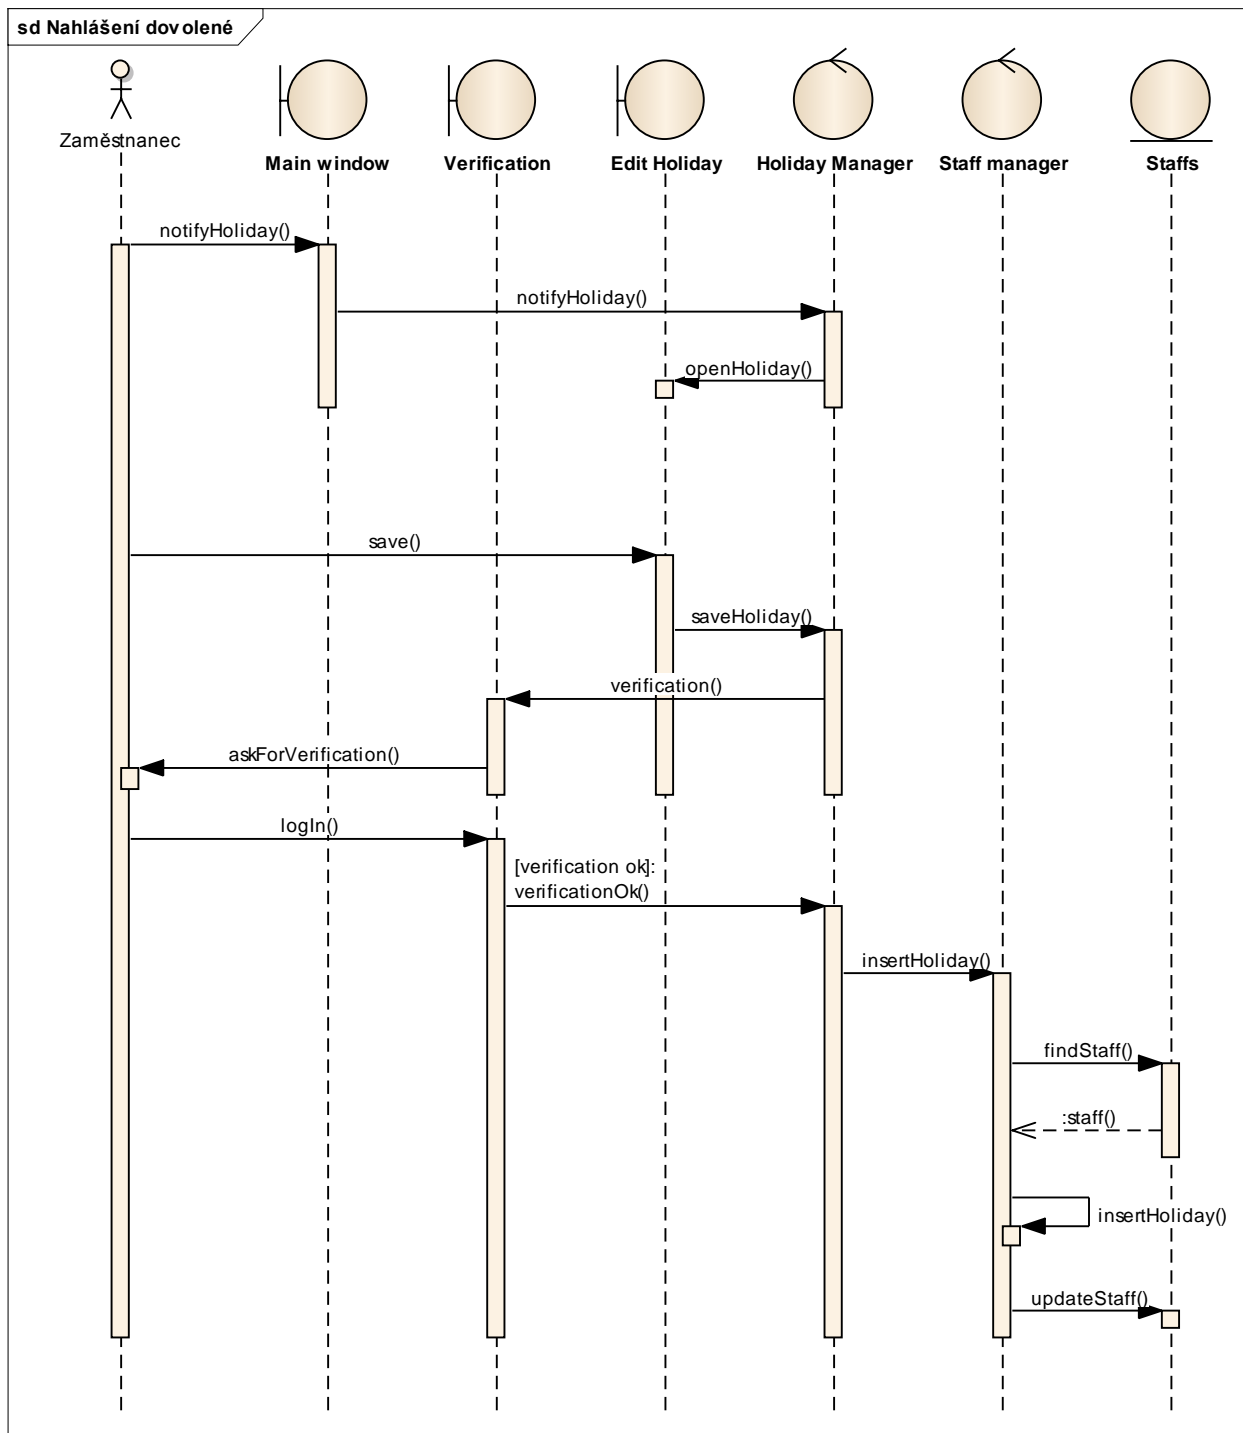 sd Nahlášení dovolené
Zaměstnanec
Main window
Verification
Edit Holiday
Holiday Manager
Staff manager
Staffs
notifyHoliday()
notifyHoliday()
openHoliday()
save()
saveHoliday()
verification()
askForVerification()
logIn()
[verification ok]:
verificationOk()
insertHoliday()
findStaff()
:staff()
insertHoliday()
updateStaff()